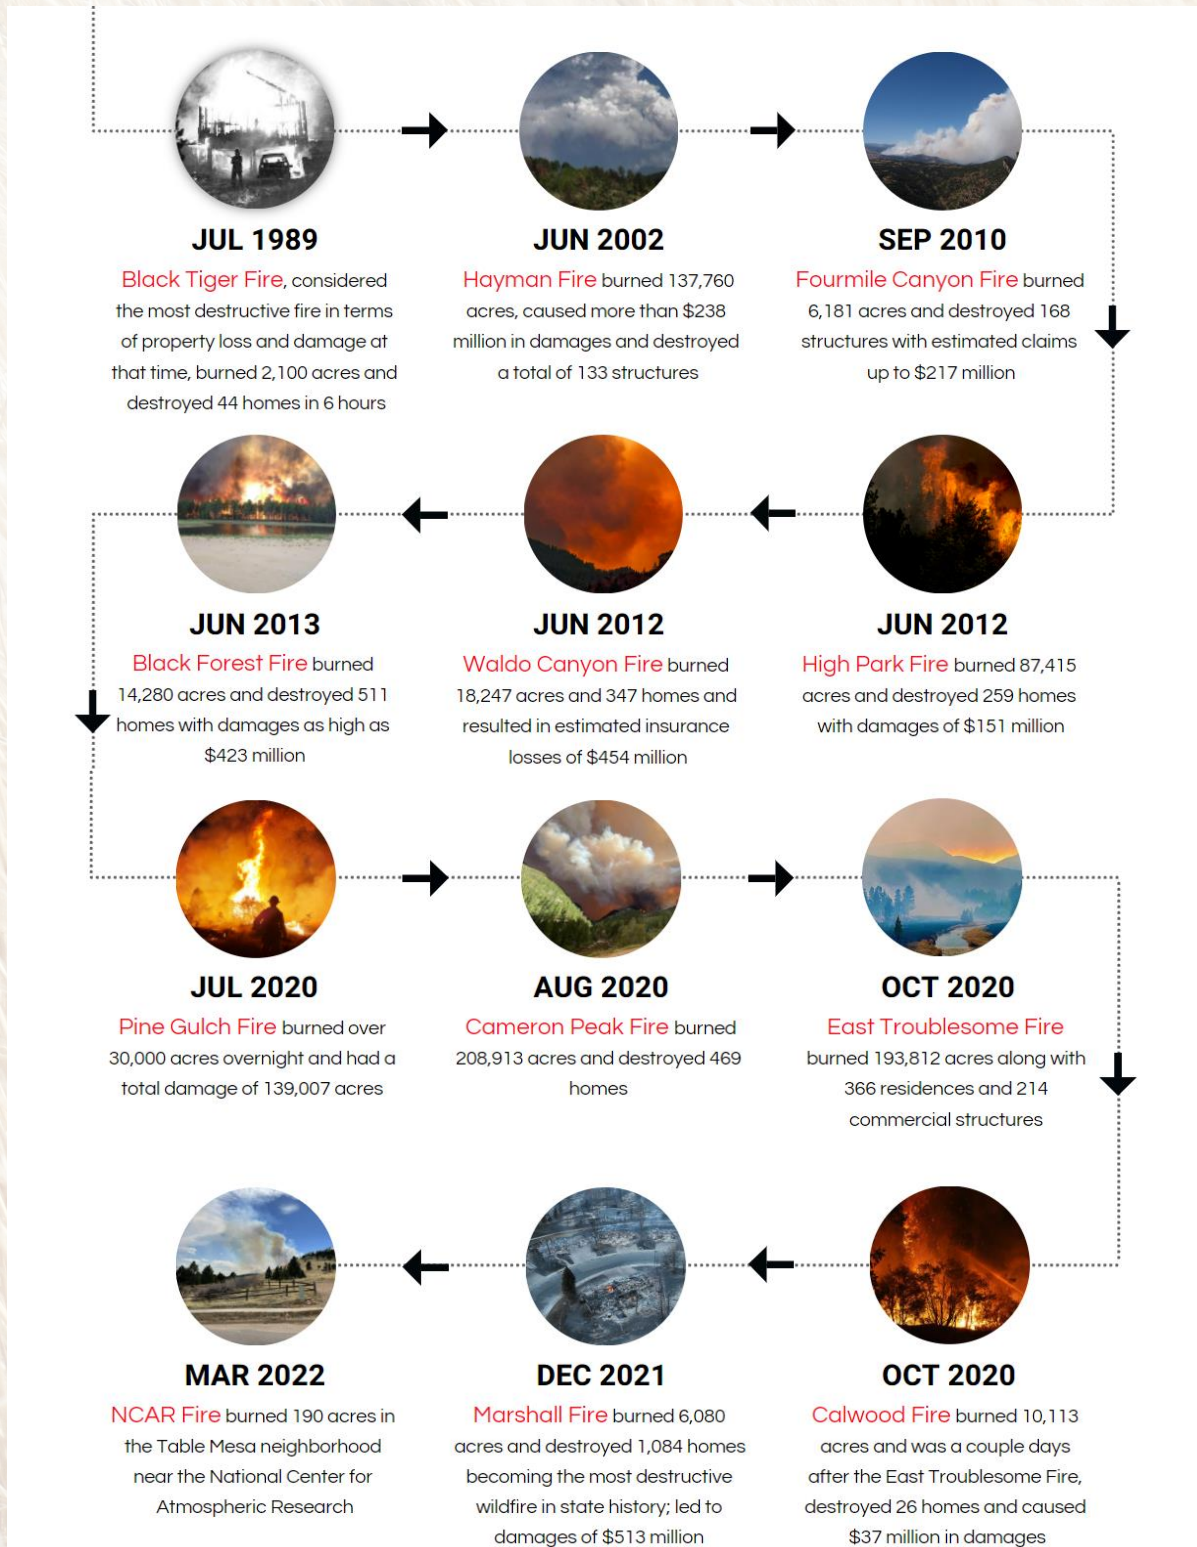 JUL 1989
Black Tiger Fire, considered
the most destructive fire in terms
of property loss and damage at
that time, burned 2,100 acres and
destroyed 44 homes in 6 hours
JUN 2002
Hayman Fire burned 137,760
acres, caused more than $238
million in damages and destroyed
a total of 133 structures
SEP 2010
Fourmile Canyon Fire burned
6,181 acres and destroyed 168
structures with estimated claims
up to $217 million
JUN 2012
High Park Fire burned 87,415
acres and destroyed 259 homes
with damages of $151 million
JUN 2012
Waldo Canyon Fire burned
18,247 acres and 347 homes and
resulted in estimated insurance
losses of $454 million
JUN 2013
Black Forest Fire burned
14,280 acres and destroyed 511
homes with damages as high as
$423 million
JUL 2020
Pine Gulch Fire burned over
30,000 acres overnight and had a
total damage of 139,007 acres
AUG 2020
Cameron Peak Fire burned
208,913 acres and destroyed 469
homes
OCT 2020
East Troublesome Fire
burned 193,812 acres along with
366 residences and 214
commercial structures
OCT 2020
Calwood Fire burned 10,113
acres and was a couple days
after the East Troublesome Fire,
destroyed 26 homes and caused
$37 million in damages
DEC 2021
Marshall Fire burned 6,080
acres and destroyed 1,084 homes
becoming the most destructive
wildfire in state history; led to
damages of $513 million
MAR 2022
NCAR Fire burned 190 acres in
the Table Mesa neighborhood
near the National Center for
Atmospheric Research